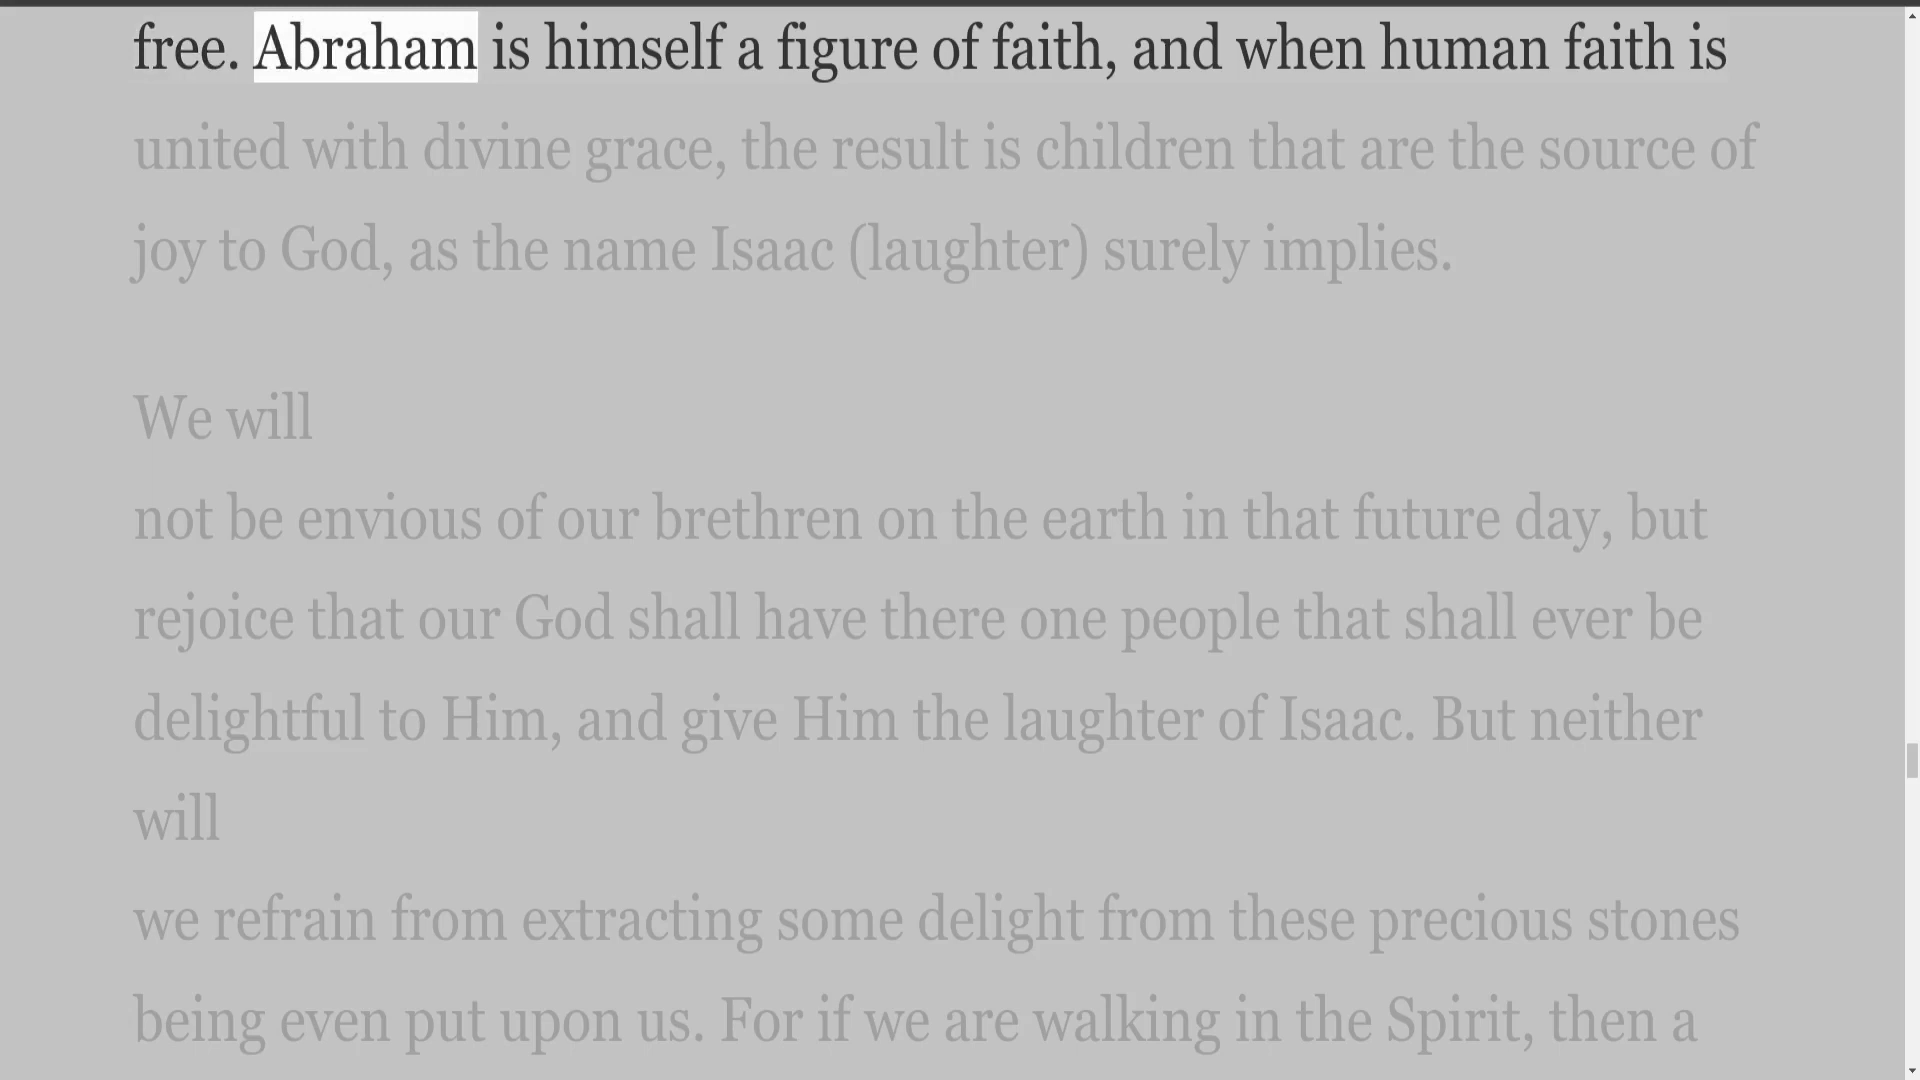 free. Abraham is himself a figure of faith, and when human faith is
united with divine grace, the result is children that are the source of
joy to God, as the name Isaac (laughter) surely implies.
We will
not be envious of our brethren on the earth in that future day, but
rejoice that our God shall have there one people that shall ever be
delightful to Him, and give Him the laughter of Isaac. But neither
will
we refrain from extracting some delight from these precious stones
being even put upon us. For if we are walking in the Spirit, then a